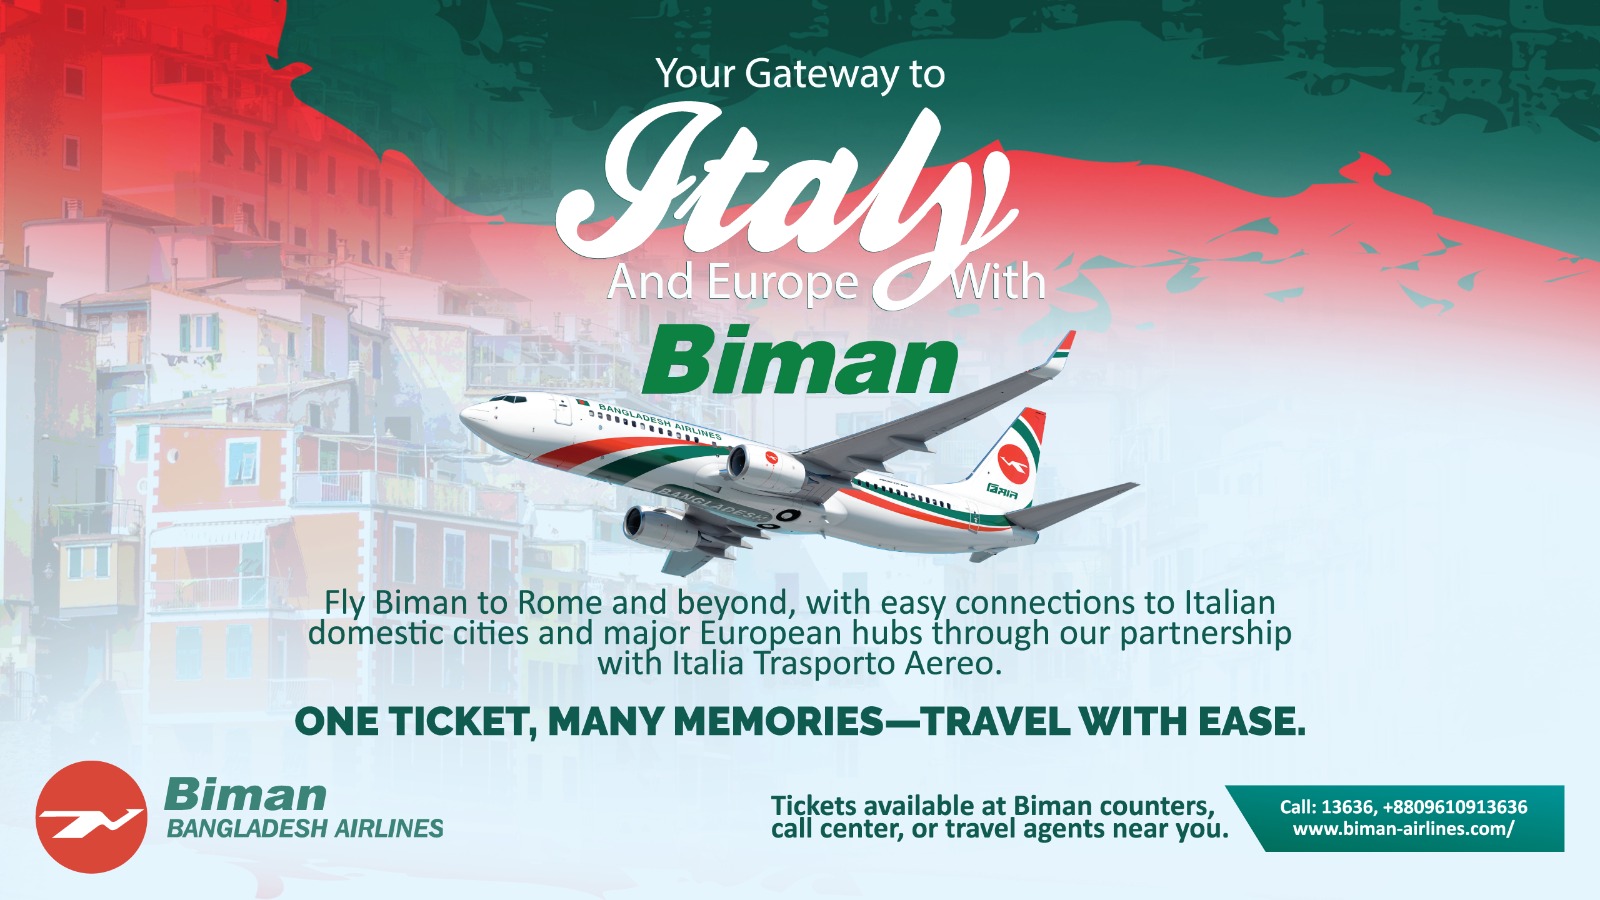 Your Gateway to
Italy
And Europe With
Biman
BANGLADESH AIRLINES
BANGLADESH
Fly Biman to Rome and beyond, with easy connections to Italian
domestic cities and major European hubs through our partnership
with Italia Trasporto Aereo.
ONE TICKET, MANY MEMORIES—TRAVEL WITH EASE.
Biman
BANGLADESH AIRLINES
Tickets available at Biman counters,
call center, or travel agents near you.
Call: 13636, +8809610913636
www.biman-airlines.com/